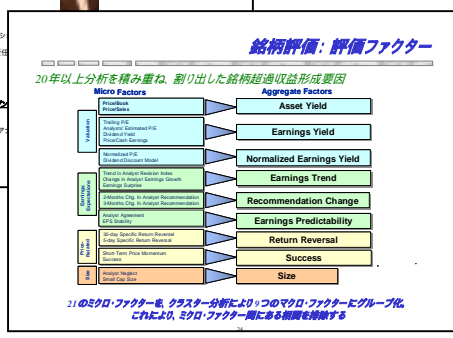 銘柄評価：評価ファクター
20年以上分析を積み重ね、割り出した銘柄超過収益形成要因
Micro Factors
Aggregate Factors
Valuation
Price/Book
Price/Sales
Asset Yield
Trailing P/E
Analysts' Estimated P/E
Dividend Yield
Price/Cash Earnings
Earnings Yield
Normalized P/E
Dividend Discount Model
Normalized Earnings Yield
Earnings Expectations
Trend in Analyst Revision Index
Change in Analyst Earnings Growth
Earnings Surprise
Earnings Trend
2-Months Chg. In Analyst Recommendation
3-Months Chg. In Analyst Recommendation
Recommendation Change
Analyst Agreement
EPS Stability
Earnings Predictability
Price-Related
30-day Specific Return Reversal
5-day Specific Return Reversal
Return Reversal
Short-Term Price Momentum
Success
Success
Size
Analyst Neglect
Small Cap Size
Size
21のミクロ・ファクターを、クラスター分析により9つのマクロ・ファクターにグループ化。
これにより、ミクロ・ファクター間にある相関を排除する
24